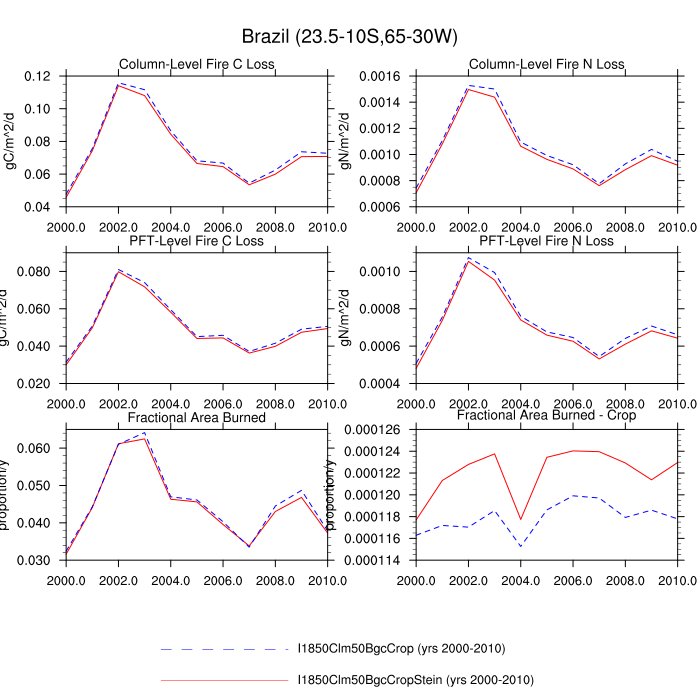 Brazil (23.5-10S,65-30W)
Column-Level Fire C Loss
gC/m^2/d
0.12
0.10
0.08
0.06
0.04
2000.0 2002.0 2004.0 2006.0 2008.0 2010.0
Column-Level Fire N Loss
gN/m^2/d
0.0016
0.0014
0.0012
0.0010
0.0008
0.0006
2000.0 2002.0 2004.0 2006.0 2008.0 2010.0
PFT-Level Fire C Loss
gC/m^2/d
0.080
0.060
0.040
0.020
2000.0 2002.0 2004.0 2006.0 2008.0 2010.0
PFT-Level Fire N Loss
gN/m^2/d
0.0010
0.0008
0.0006
0.0004
2000.0 2002.0 2004.0 2006.0 2008.0 2010.0
Fractional Area Burned
proportion/y
0.060
0.050
0.040
0.030
2000.0 2002.0 2004.0 2006.0 2008.0 2010.0
Fractional Area Burned - Crop
proportion/y
0.000126
0.000124
0.000122
0.000120
0.000118
0.000116
0.000114
2000.0 2002.0 2004.0 2006.0 2008.0 2010.0
I1850Clm50BgcCrop (yrs 2000-2010)
I1850Clm50BgcCropStein (yrs 2000-2010)